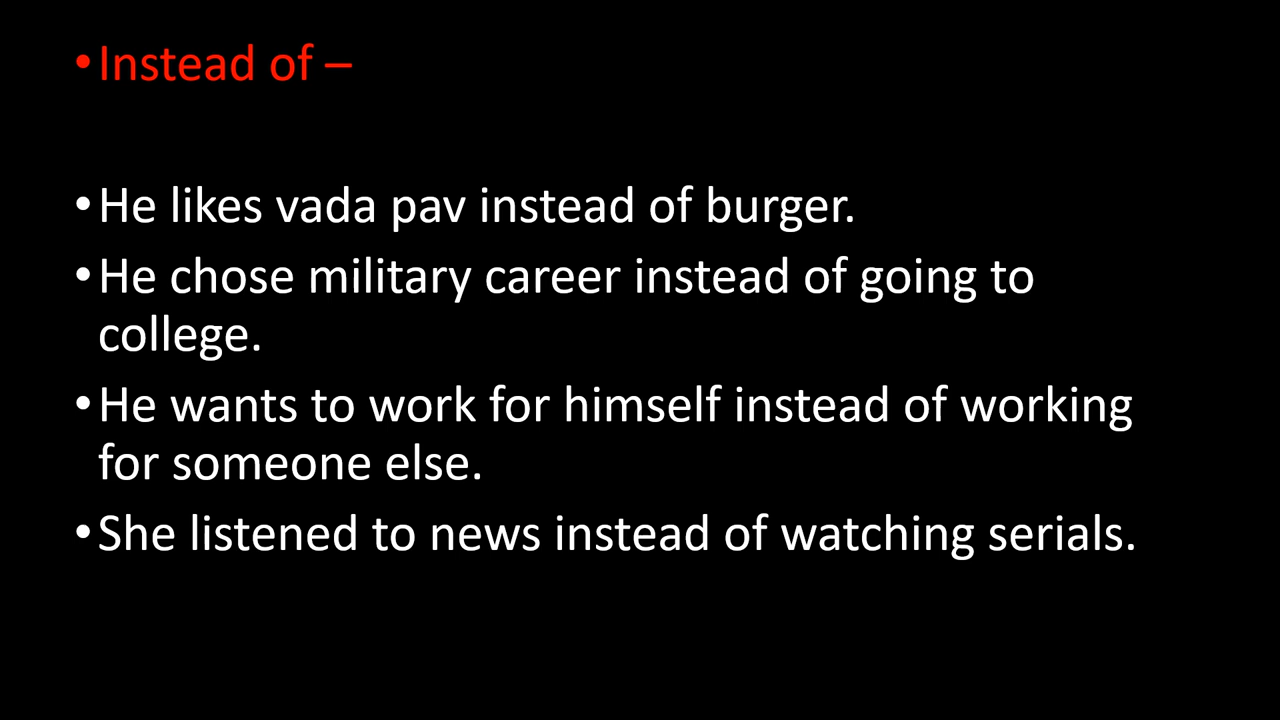 • Instead of –
• He likes vada pav instead of burger.
• He chose military career instead of going to
college.
• He wants to work for himself instead of working
for someone else.
• She listened to news instead of watching serials.